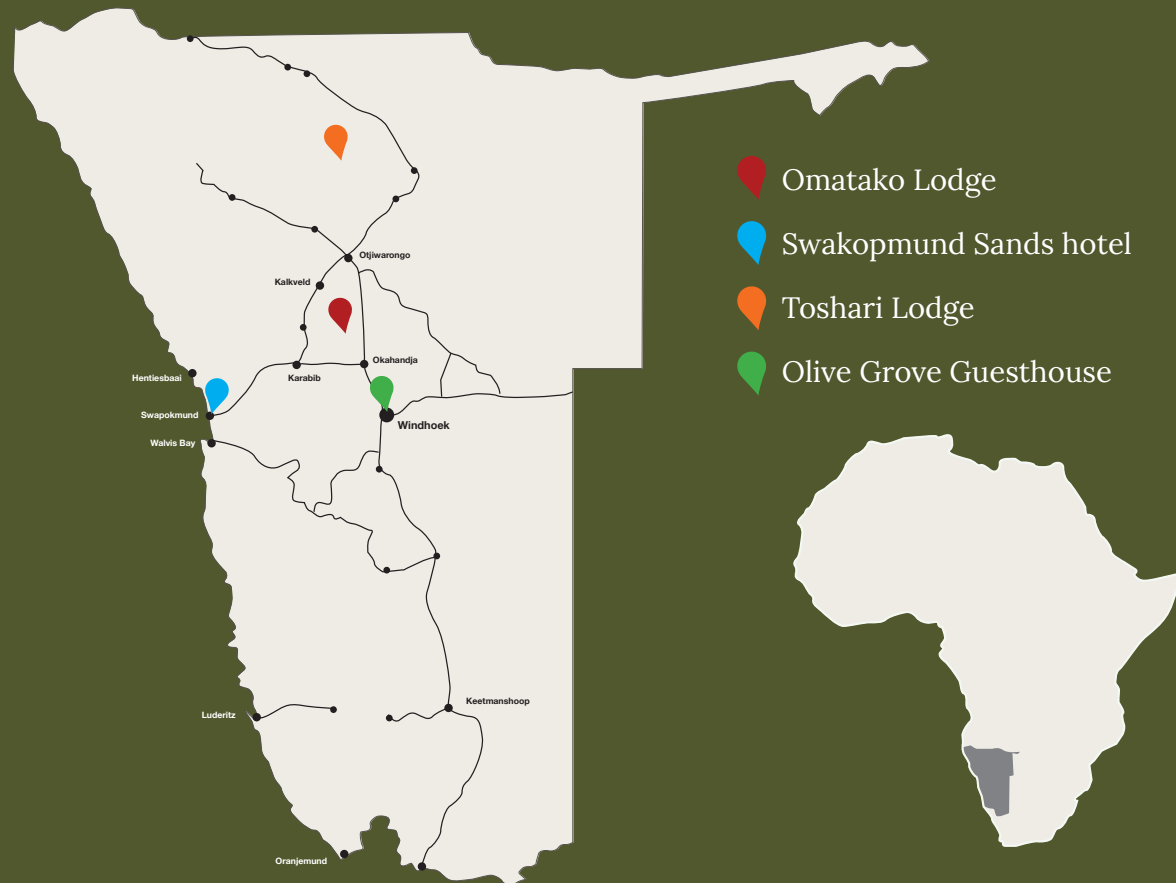 Omatako Lodge
Swakopmund Sands hotel
Toshari Lodge
Olive Grove Guesthouse
Otjiwarongo
Kalkveld
Okahandja
Karabib
Hentiesbaai
Swapokmund
Windhoek
Walvis Bay
Keetmanshoop
Luderitz
Oranjemund